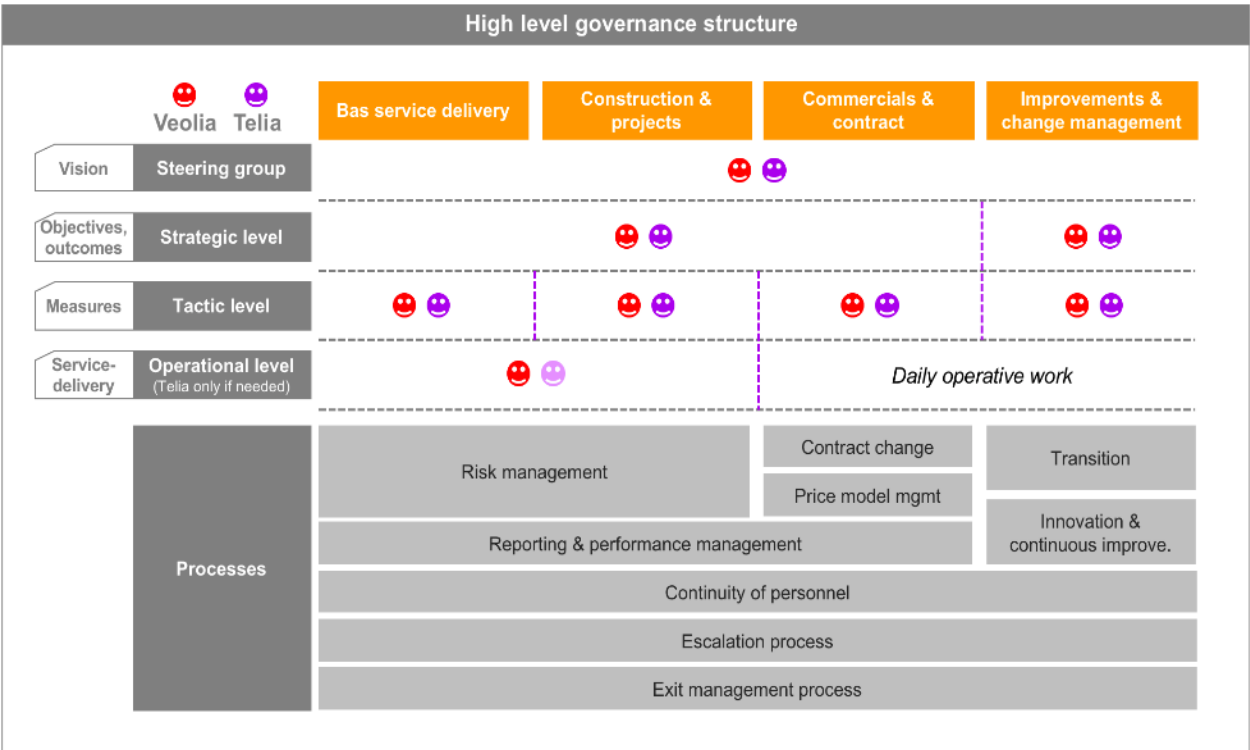 High level governance structure
Veolia Telia
Bas service delivery
Construction &
projects
Commercials &
contract
Improvements &
change management
Vision
Steering group
Objectives,
outcomes
Strategic level
Measures
Tactic level
Service-
delivery
Operational level
(Telia only if needed)
Daily operative work
Processes
Risk management
Contract change
Price model mgmt
Transition
Reporting & performance management
Innovation &
continuous improve.
Continuity of personnel
Escalation process
Exit management process